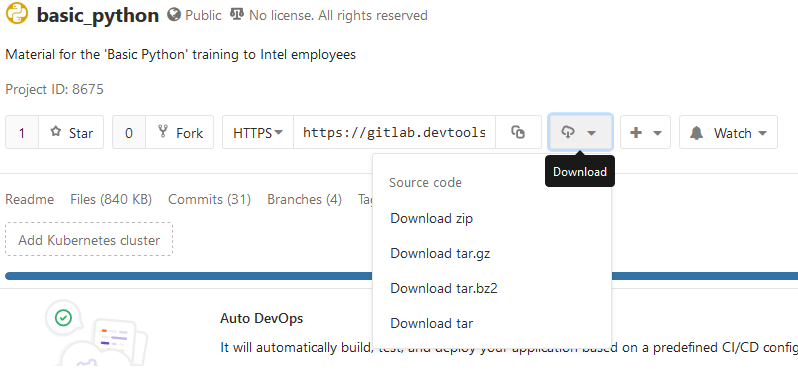 basic_python Public No license. All rights reserved
Material for the 'Basic Python' training to Intel employees
Project ID: 8675
1 Star 0 Fork HTTPS https://gitlab.devtools Watch
Download
Source code
Readme Files (840 KB) Commits (31) Branches (4)
Download zip
Add Kubernetes cluster
Download tar.gz
Download tar.bz2
Auto DevOps
Download tar
It will automatically build, test, and deploy your application based on a predefined CI/CD config